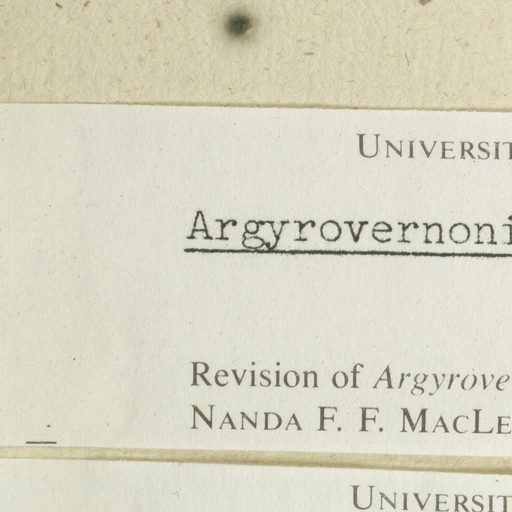 UNIVERSIT
Argyrovernoni
Revision of Argyrove
NANDA F. F. MACLE
UNIVERSIT